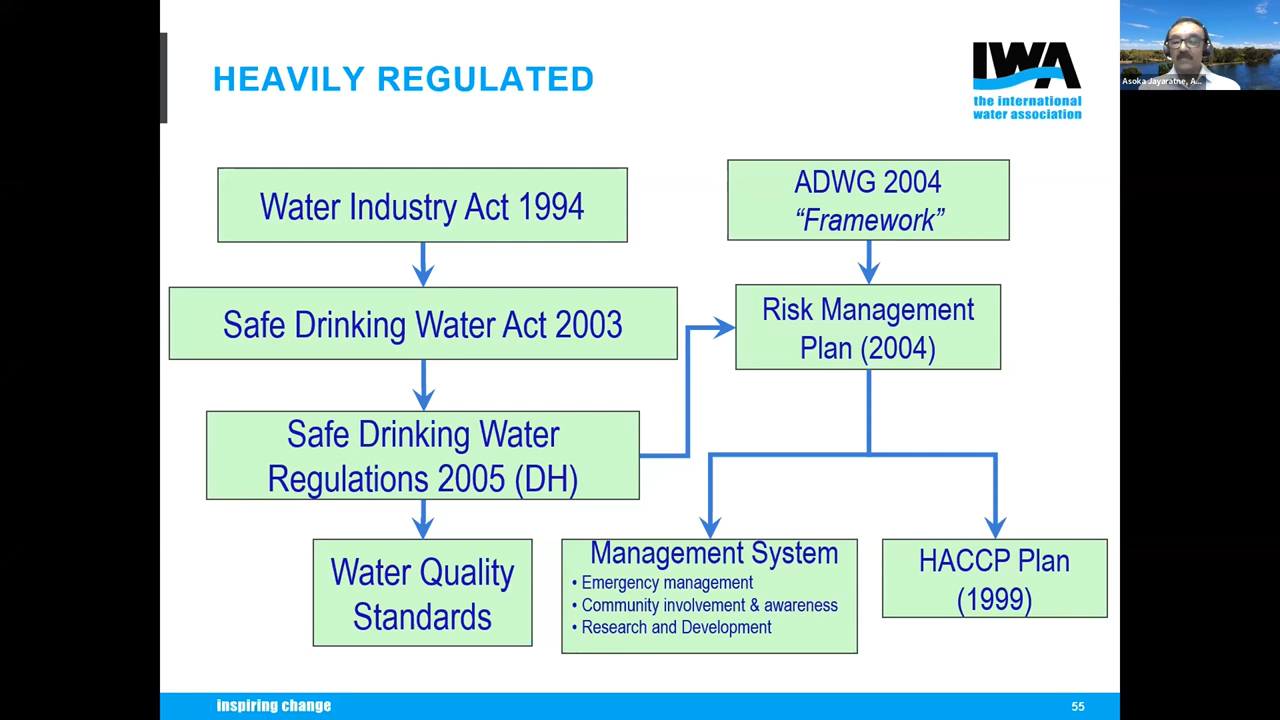 HEAVILY REGULATED
IWA
the international
water association
Asoka Jayaratne, A...
Water Industry Act 1994
ADWG 2004
“Framework”
Safe Drinking Water Act 2003
Risk Management
Plan (2004)
Safe Drinking Water
Regulations 2005 (DH)
Water Quality
Standards
Management System
• Emergency management
• Community involvement & awareness
• Research and Development
HACCP Plan
(1999)
inspiring change
55